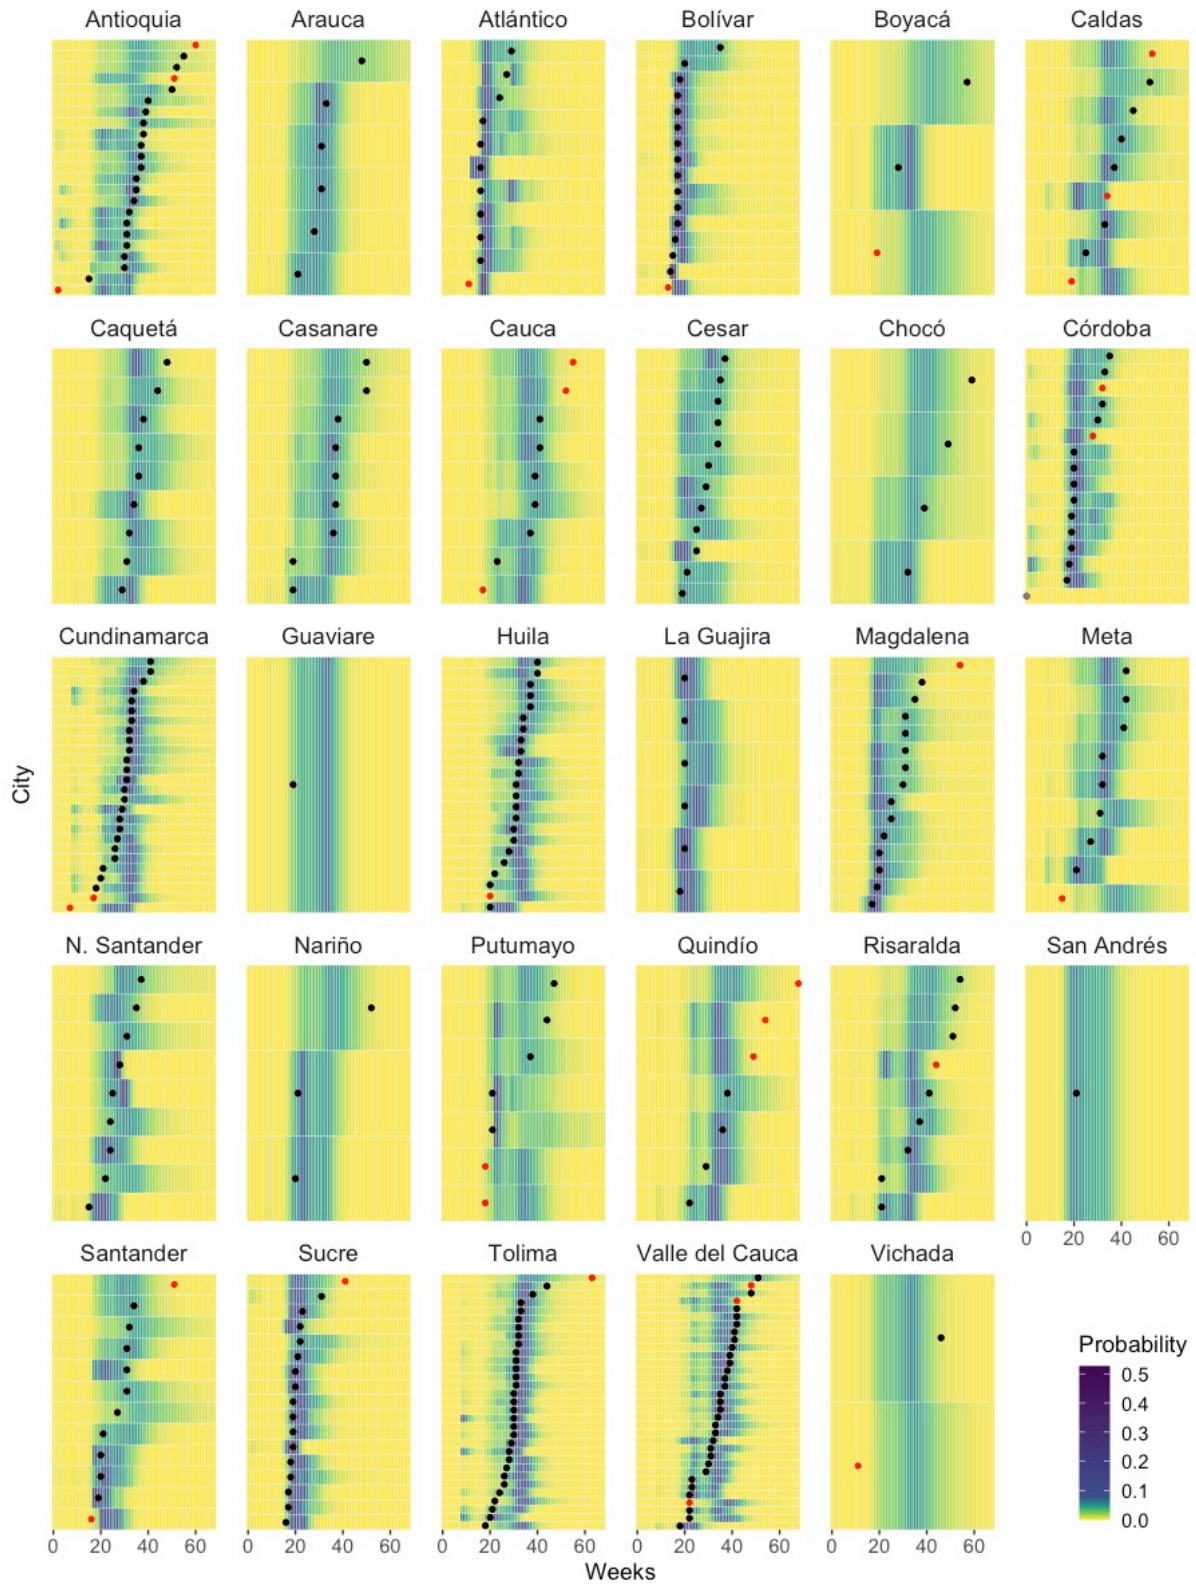 Antioquia Arauca Atlántico Bolívar Boyacá Caldas
Caquetá Casanare Cauca Cesar Chocó Córdoba
Cundinamarca Guaviare Huila La Guajira Magdalena Meta
City
N. Santander Nariño Putumayo Quindío Risaralda San Andrés
0 20 40 60
Santander Sucre Tolima Valle del Cauca Vichada
Probability
0.5
0.4
0.3
0.2
0.1
0.0
0 20 40 60 0 20 40 60 0 20 40 60 0 20 40 60 0 20 40 60
Weeks